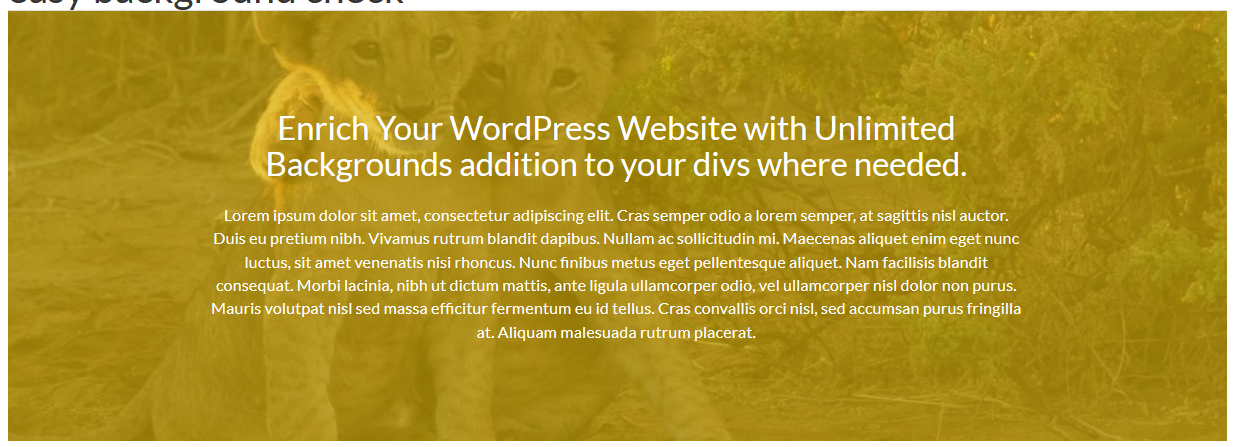 easy background check
Enrich Your WordPress Website with Unlimited
Backgrounds addition to your divs where needed.
Lorem ipsum dolor sit amet, consectetur adipiscing elit. Cras semper odio a lorem semper, at sagittis nisl auctor.
Duis eu pretium nibh. Vivamus rutrum blandit dapibus. Nullam ac sollicitudin mi. Maecenas aliquet enim eget nunc
luctus, sit amet venenatis nisi rhoncus. Nunc finibus metus eget pellentesque aliquet. Nam facilisis blandit
consequat. Morbi lacinia, nibh ut dictum mattis, ante ligula ullamcorper odio, vel ullamcorper nisl dolor non purus.
Mauris volutpat nisl sed massa efficitur fermentum eu id tellus. Cras convallis orci nisl, sed accumsan purus fringilla
at. Aliquam malesuada rutrum placerat.